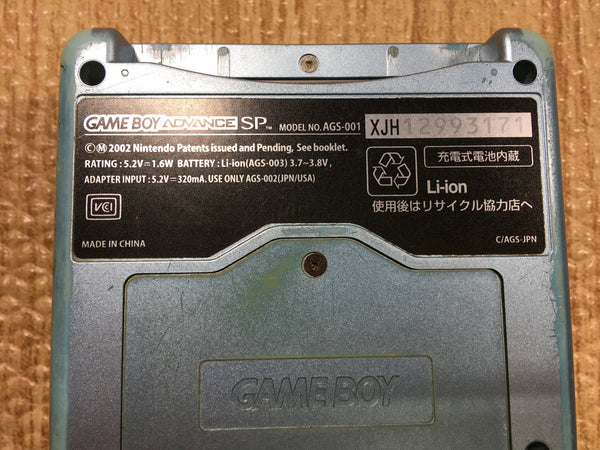 GAME BOY ADVANCE SP™ MODEL NO. AGS-001 XJH12993171
©Ⓜ 2002 Nintendo Patents issued and Pending, See booklet.
RATING : 5.2V⎓1.6W BATTERY : Li-ion(AGS-003) 3.7~3.8V,
ADAPTER INPUT : 5.2V⎓320mA. USE ONLY AGS-002(JPN/USA)
VCI
MADE IN CHINA
充電式電池内蔵
Li-ion
使用後はリサイクル協力店へ
C/AGS-JPN
GAME BOY